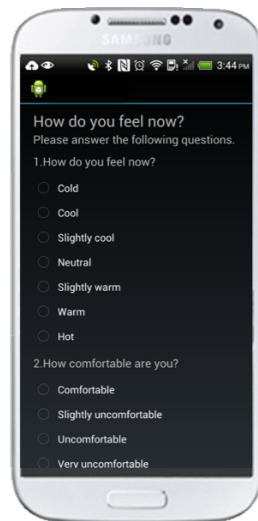 SAMSUNG
3:44 PM
How do you feel now?
Please answer the following questions.
1.How do you feel now?
Cold
Cool
Slightly cool
Neutral
Slightly warm
Warm
Hot
2.How comfortable are you?
Comfortable
Slightly uncomfortable
Uncomfortable
Very uncomfortable